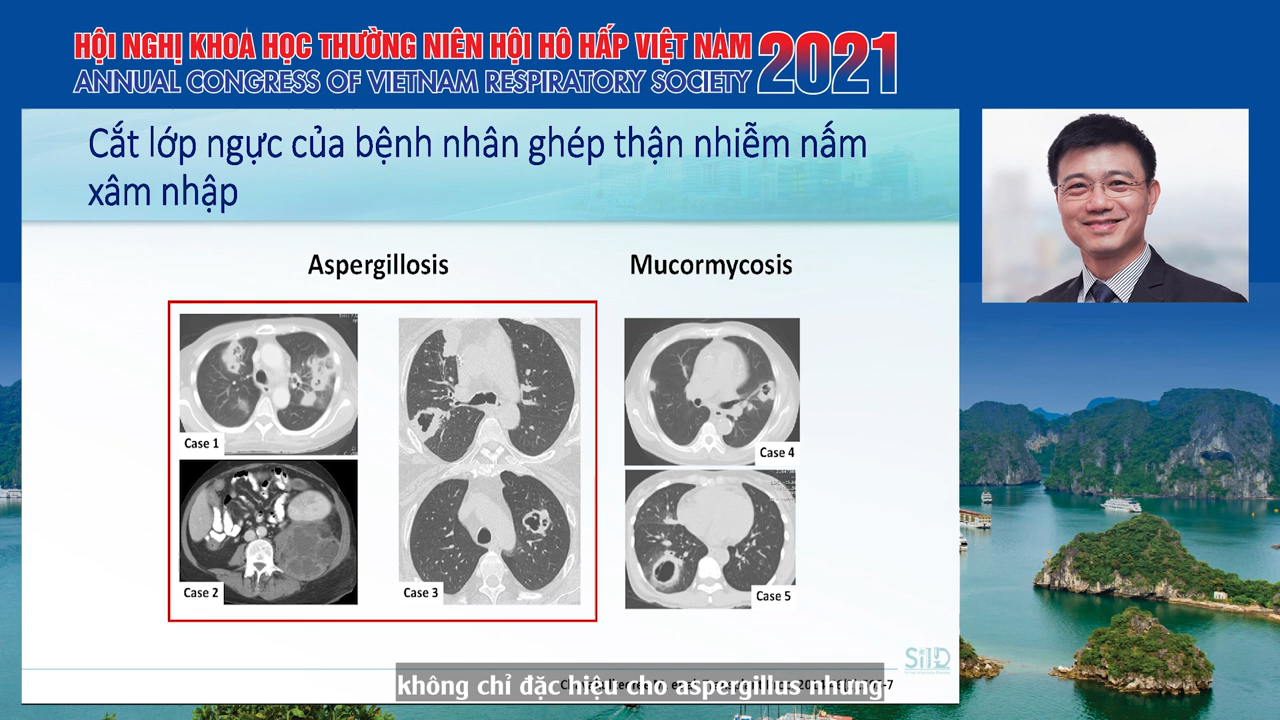 HỘI NGHỊ KHOA HỌC THƯỜNG NIÊN HỘI HÔ HẤP VIỆT NAM 2021
ANNUAL CONGRESS OF VIETNAM RESPIRATORY SOCIETY
Cắt lớp ngực của bệnh nhân ghép thận nhiễm nấm
xâm nhập
Aspergillosis
Mucormycosis
Case 1
Case 2
Case 3
Case 4
Case 5
SiID
không chỉ đặc hiệu cho aspergillus nhưng